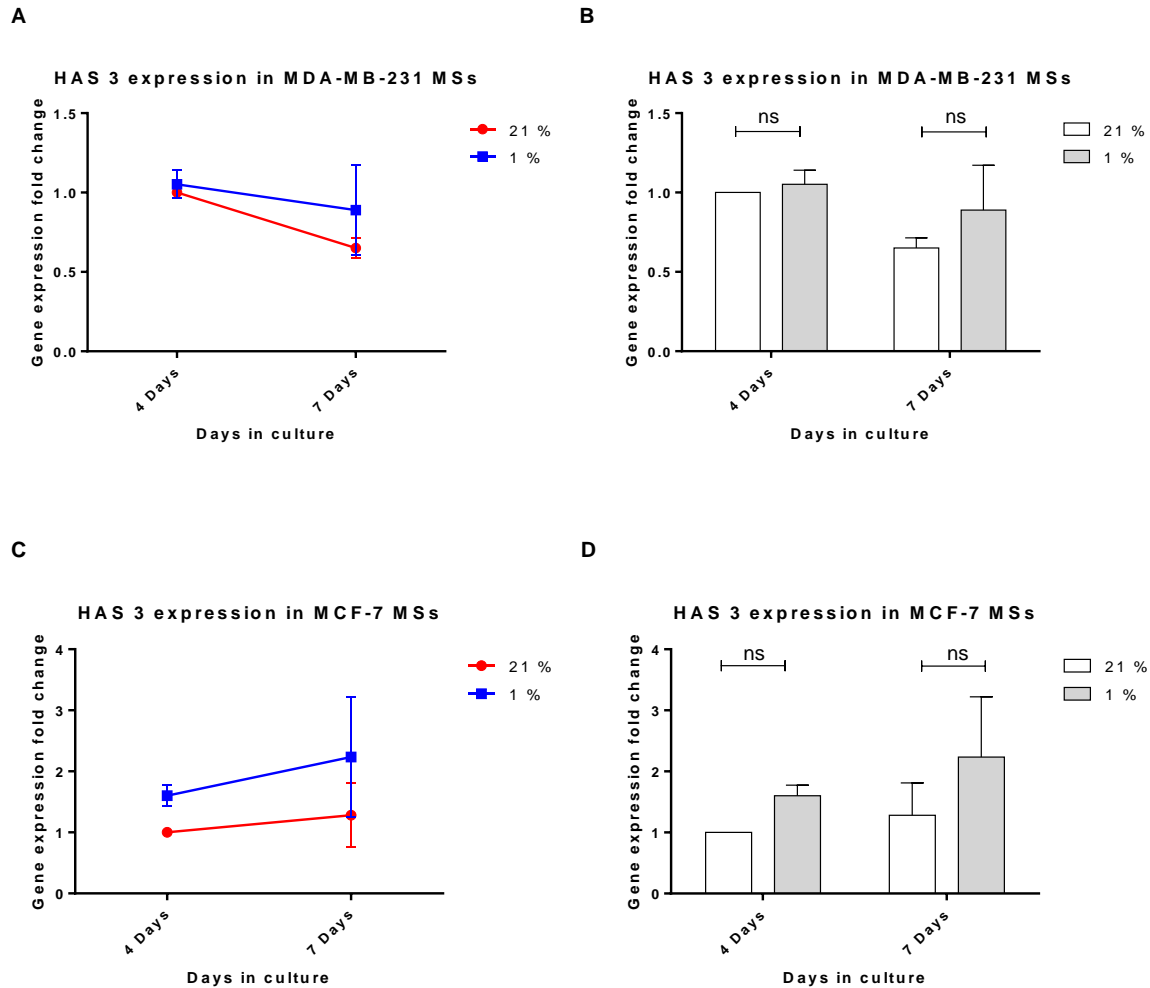 A
HAS 3 expression in MDA-MB-231 MSs
Gene expression fold change
1.5
1.0
0.5
0.0
4 Days
7 Days
Days in culture
21 %
1 %
B
HAS 3 expression in MDA-MB-231 MSs
Gene expression fold change
1.5
1.0
0.5
0.0
ns
ns
4 Days
7 Days
Days in culture
21 %
1 %
C
HAS 3 expression in MCF-7 MSs
Gene expression fold change
4
3
2
1
0
4 Days
7 Days
Days in culture
21 %
1 %
D
HAS 3 expression in MCF-7 MSs
Gene expression fold change
4
3
2
1
0
ns
ns
4 Days
7 Days
Days in culture
21 %
1 %